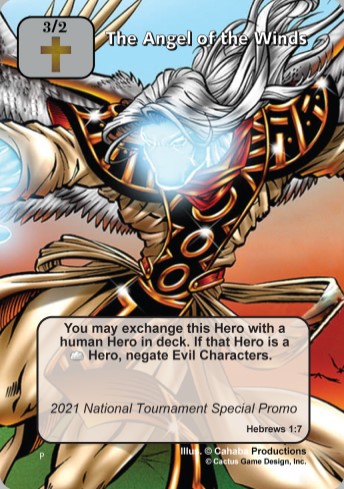 3/2
The Angel of the Winds
You may exchange this Hero with a
human Hero in deck. If that Hero is a
Hero, negate Evil Characters.
2021 National Tournament Special Promo
Hebrews 1:7
P
Illus. © Cahaba Productions
© Cactus Game Design, Inc.